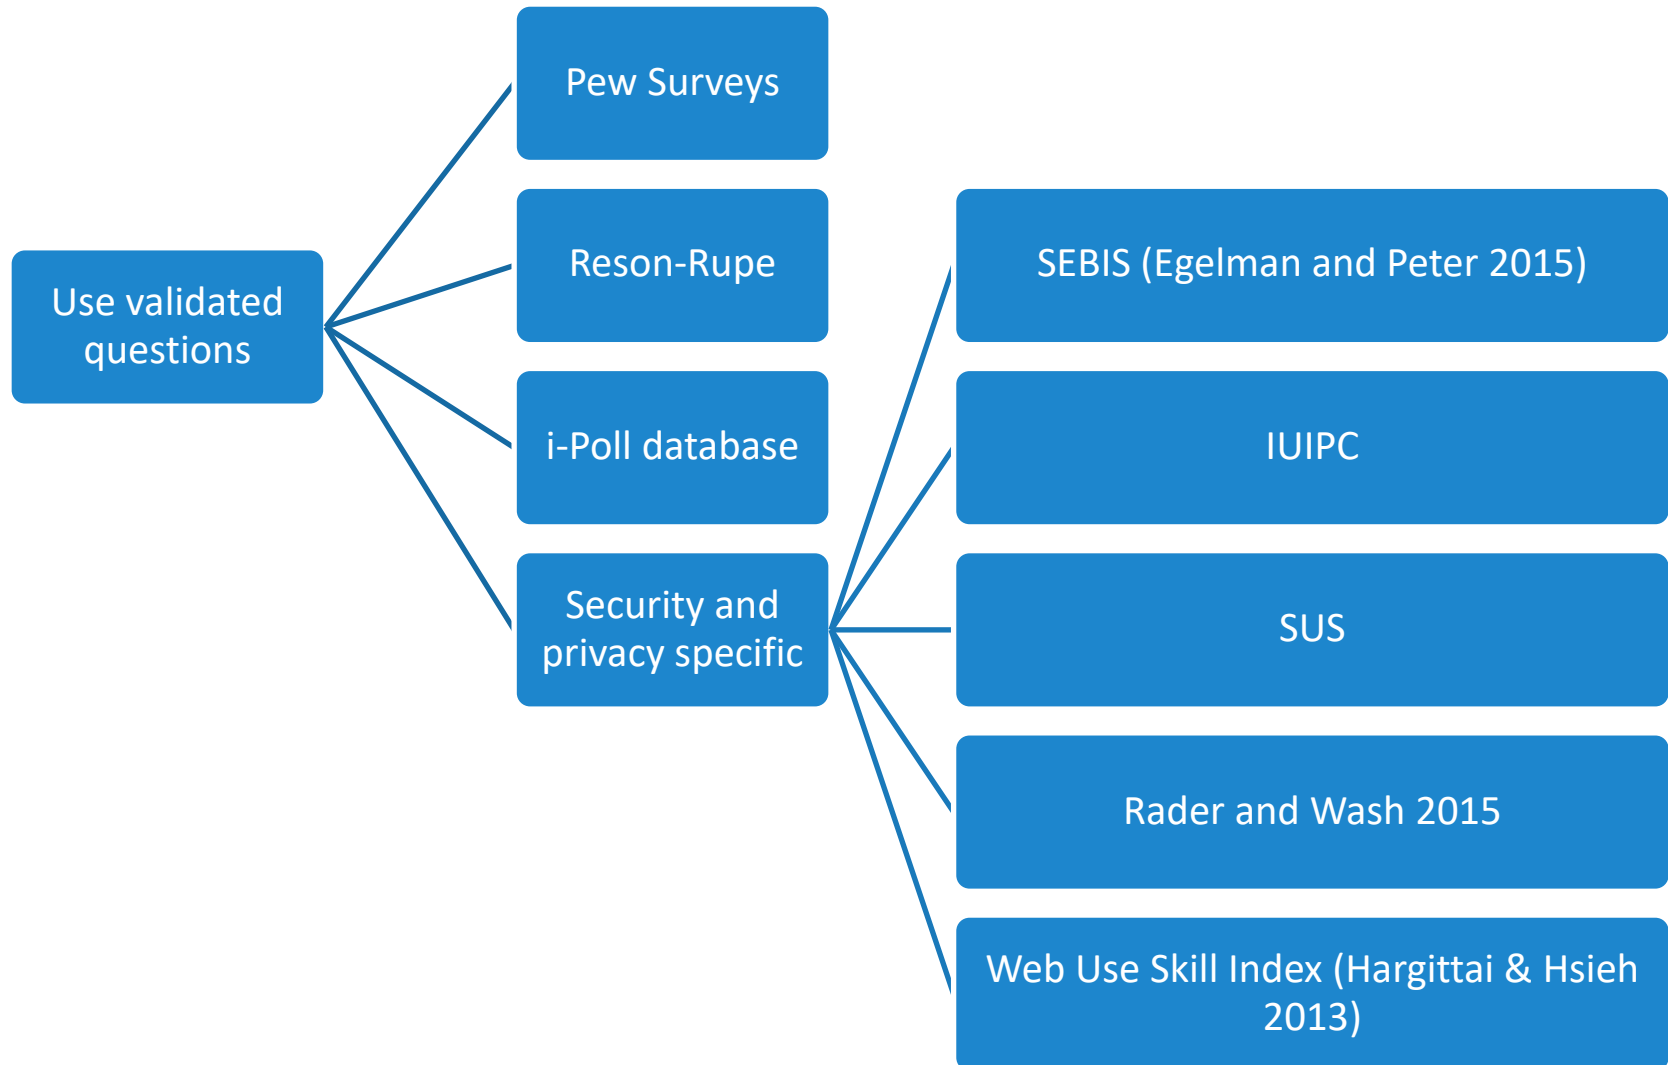 Use validated
questions
Pew Surveys
Reson-Rupe
i-Poll database
Security and
privacy specific
SEBIS (Egelman and Peter 2015)
IUIPC
SUS
Rader and Wash 2015
Web Use Skill Index (Hargittai & Hsieh
2013)